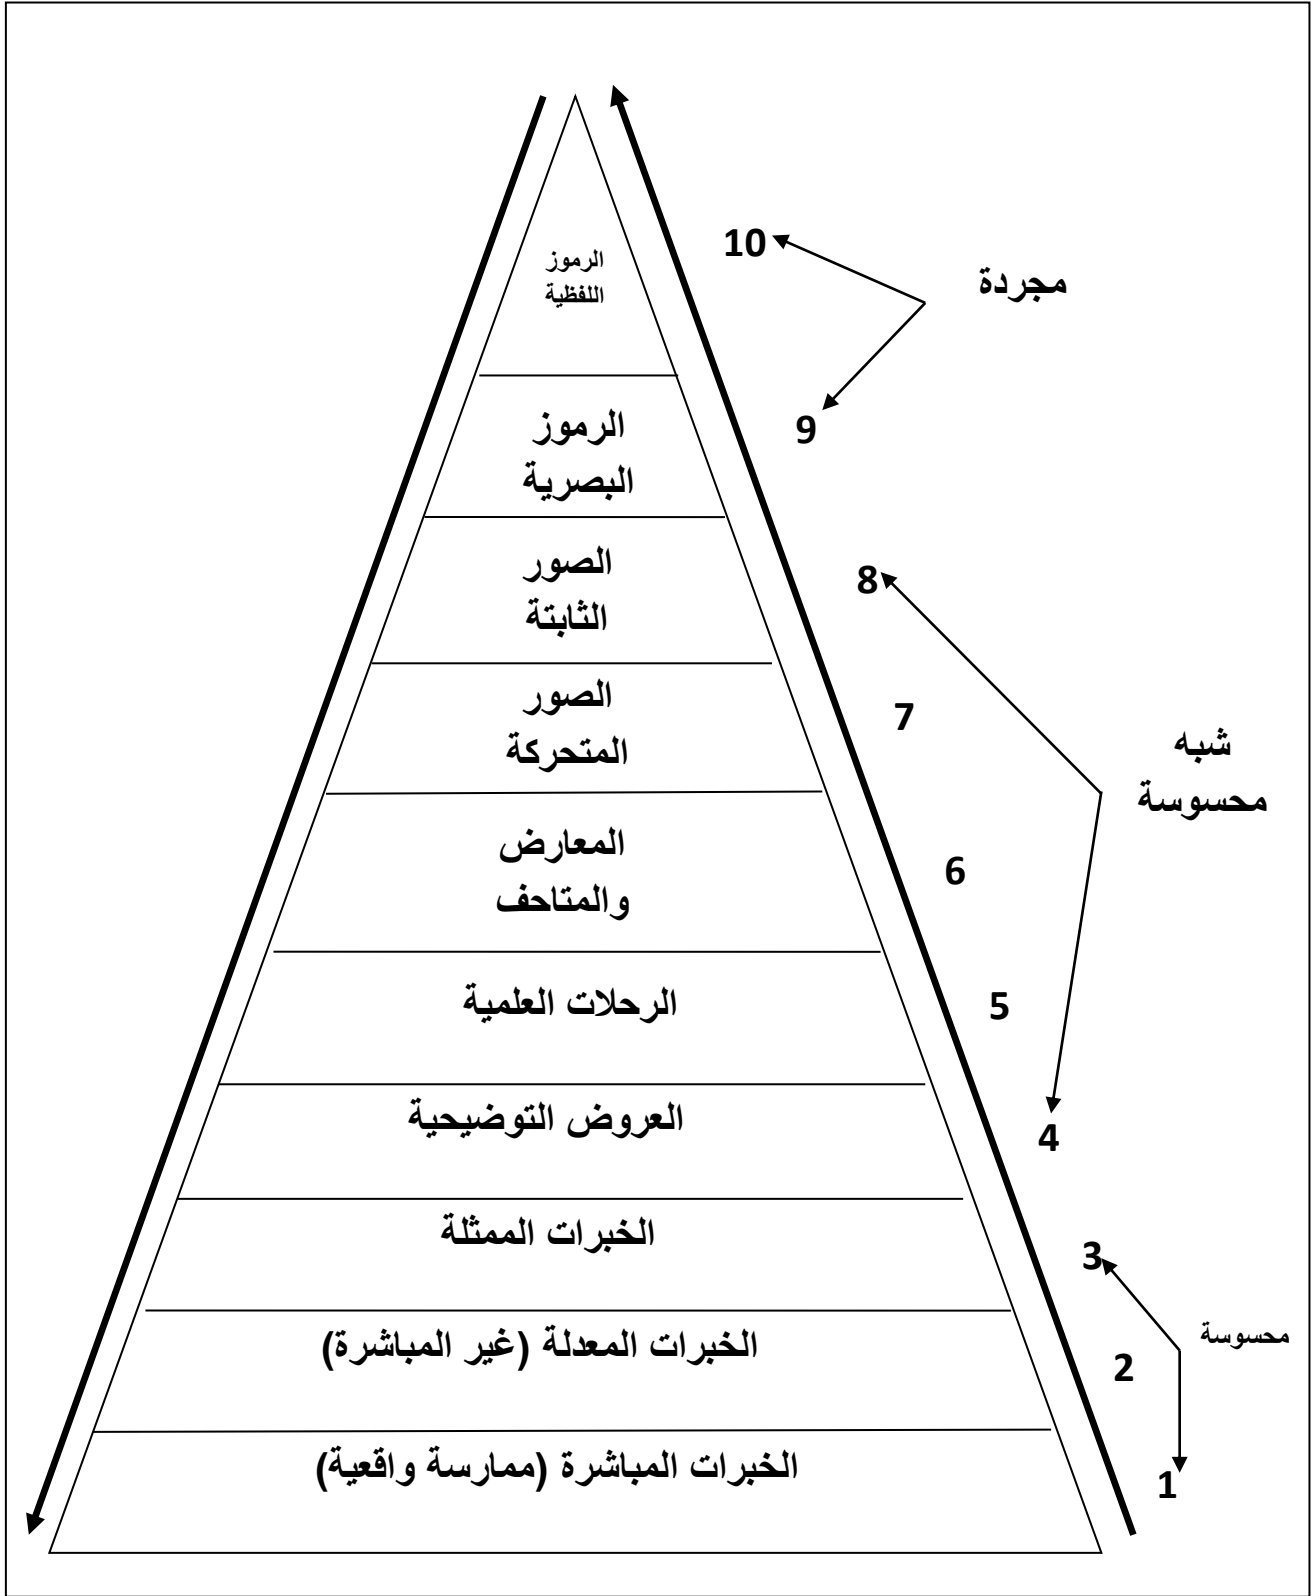 الرموز
اللفظية
10
مجردة
الرموز
البصرية
9
الصور
الثابتة
8
الصور
المتحركة
7
شبه
محسوسة
المعارض
والمتاحف
6
الرحلات العلمية
5
العروض التوضيحية
4
الخبرات الممثلة
3
محسوسة
الخبرات المعدلة (غير المباشرة)
2
الخبرات المباشرة (ممارسة واقعية)
1